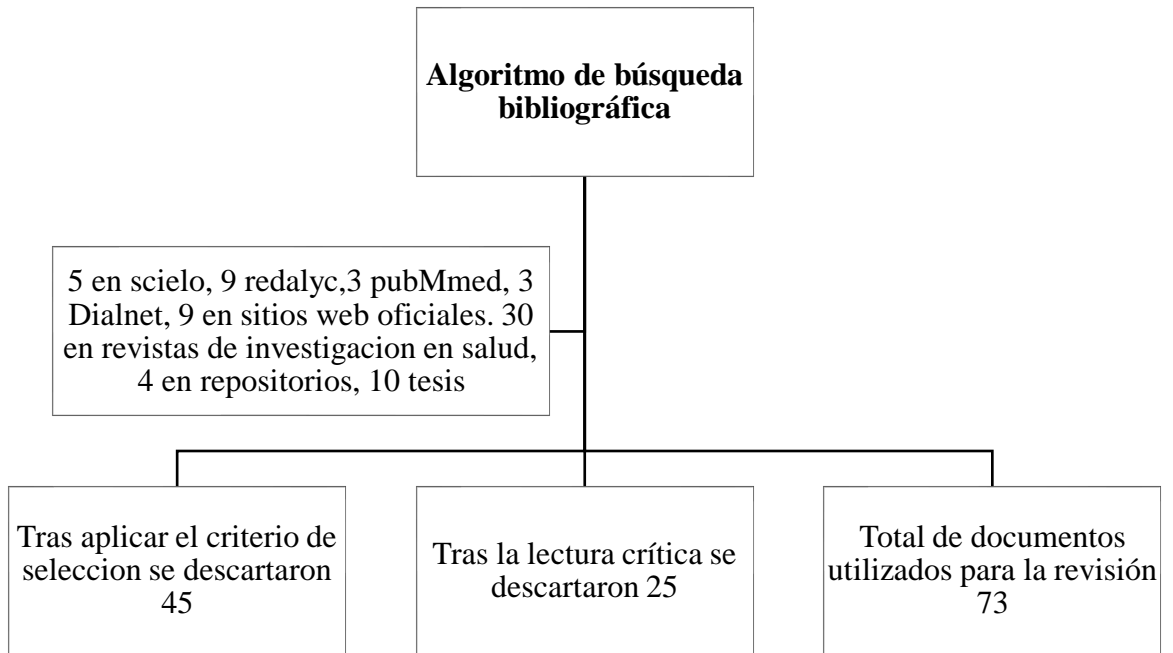 Algoritmo de búsqueda
bibliográfica
5 en scielo, 9 redalyc,3 pubMmed, 3
Dialnet, 9 en sitios web oficiales. 30
en revistas de investigacion en salud,
4 en repositorios, 10 tesis
Tras aplicar el criterio de
seleccion se descartaron
45
Tras la lectura crítica se
descartaron 25
Total de documentos
utilizados para la revisión
73